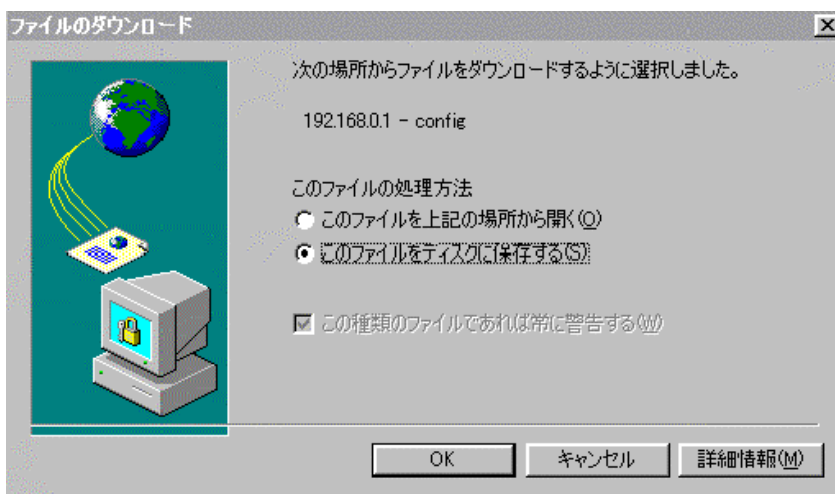 ファイルのダウンロード
次の場所からファイルをダウンロードするように選択しました。
192.168.0.1 - config
このファイルの処理方法
このファイルを上記の場所から開く(O)
このファイルをディスクに保存する(S)
この種類のファイルであれば常に警告する(W)
OK キャンセル 詳細情報(M)